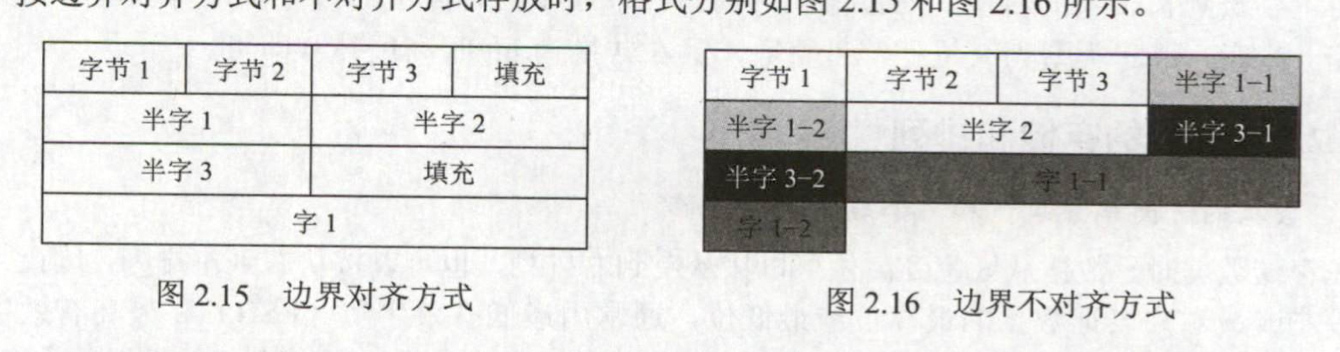 按边界对齐方式和不对齐方式存放时，格式分别如图 2.15 和图 2.16 所示。
字节 1 字节 2 字节 3 填充
半字 1 半字 2
半字 3 填充
字 1
图 2.15 边界对齐方式
字节 1 字节 2 字节 3 半字 1-1
半字 1-2 半字 2 半字 3-1
半字 3-2 字 1-1
字 1-2
图 2.16 边界不对齐方式